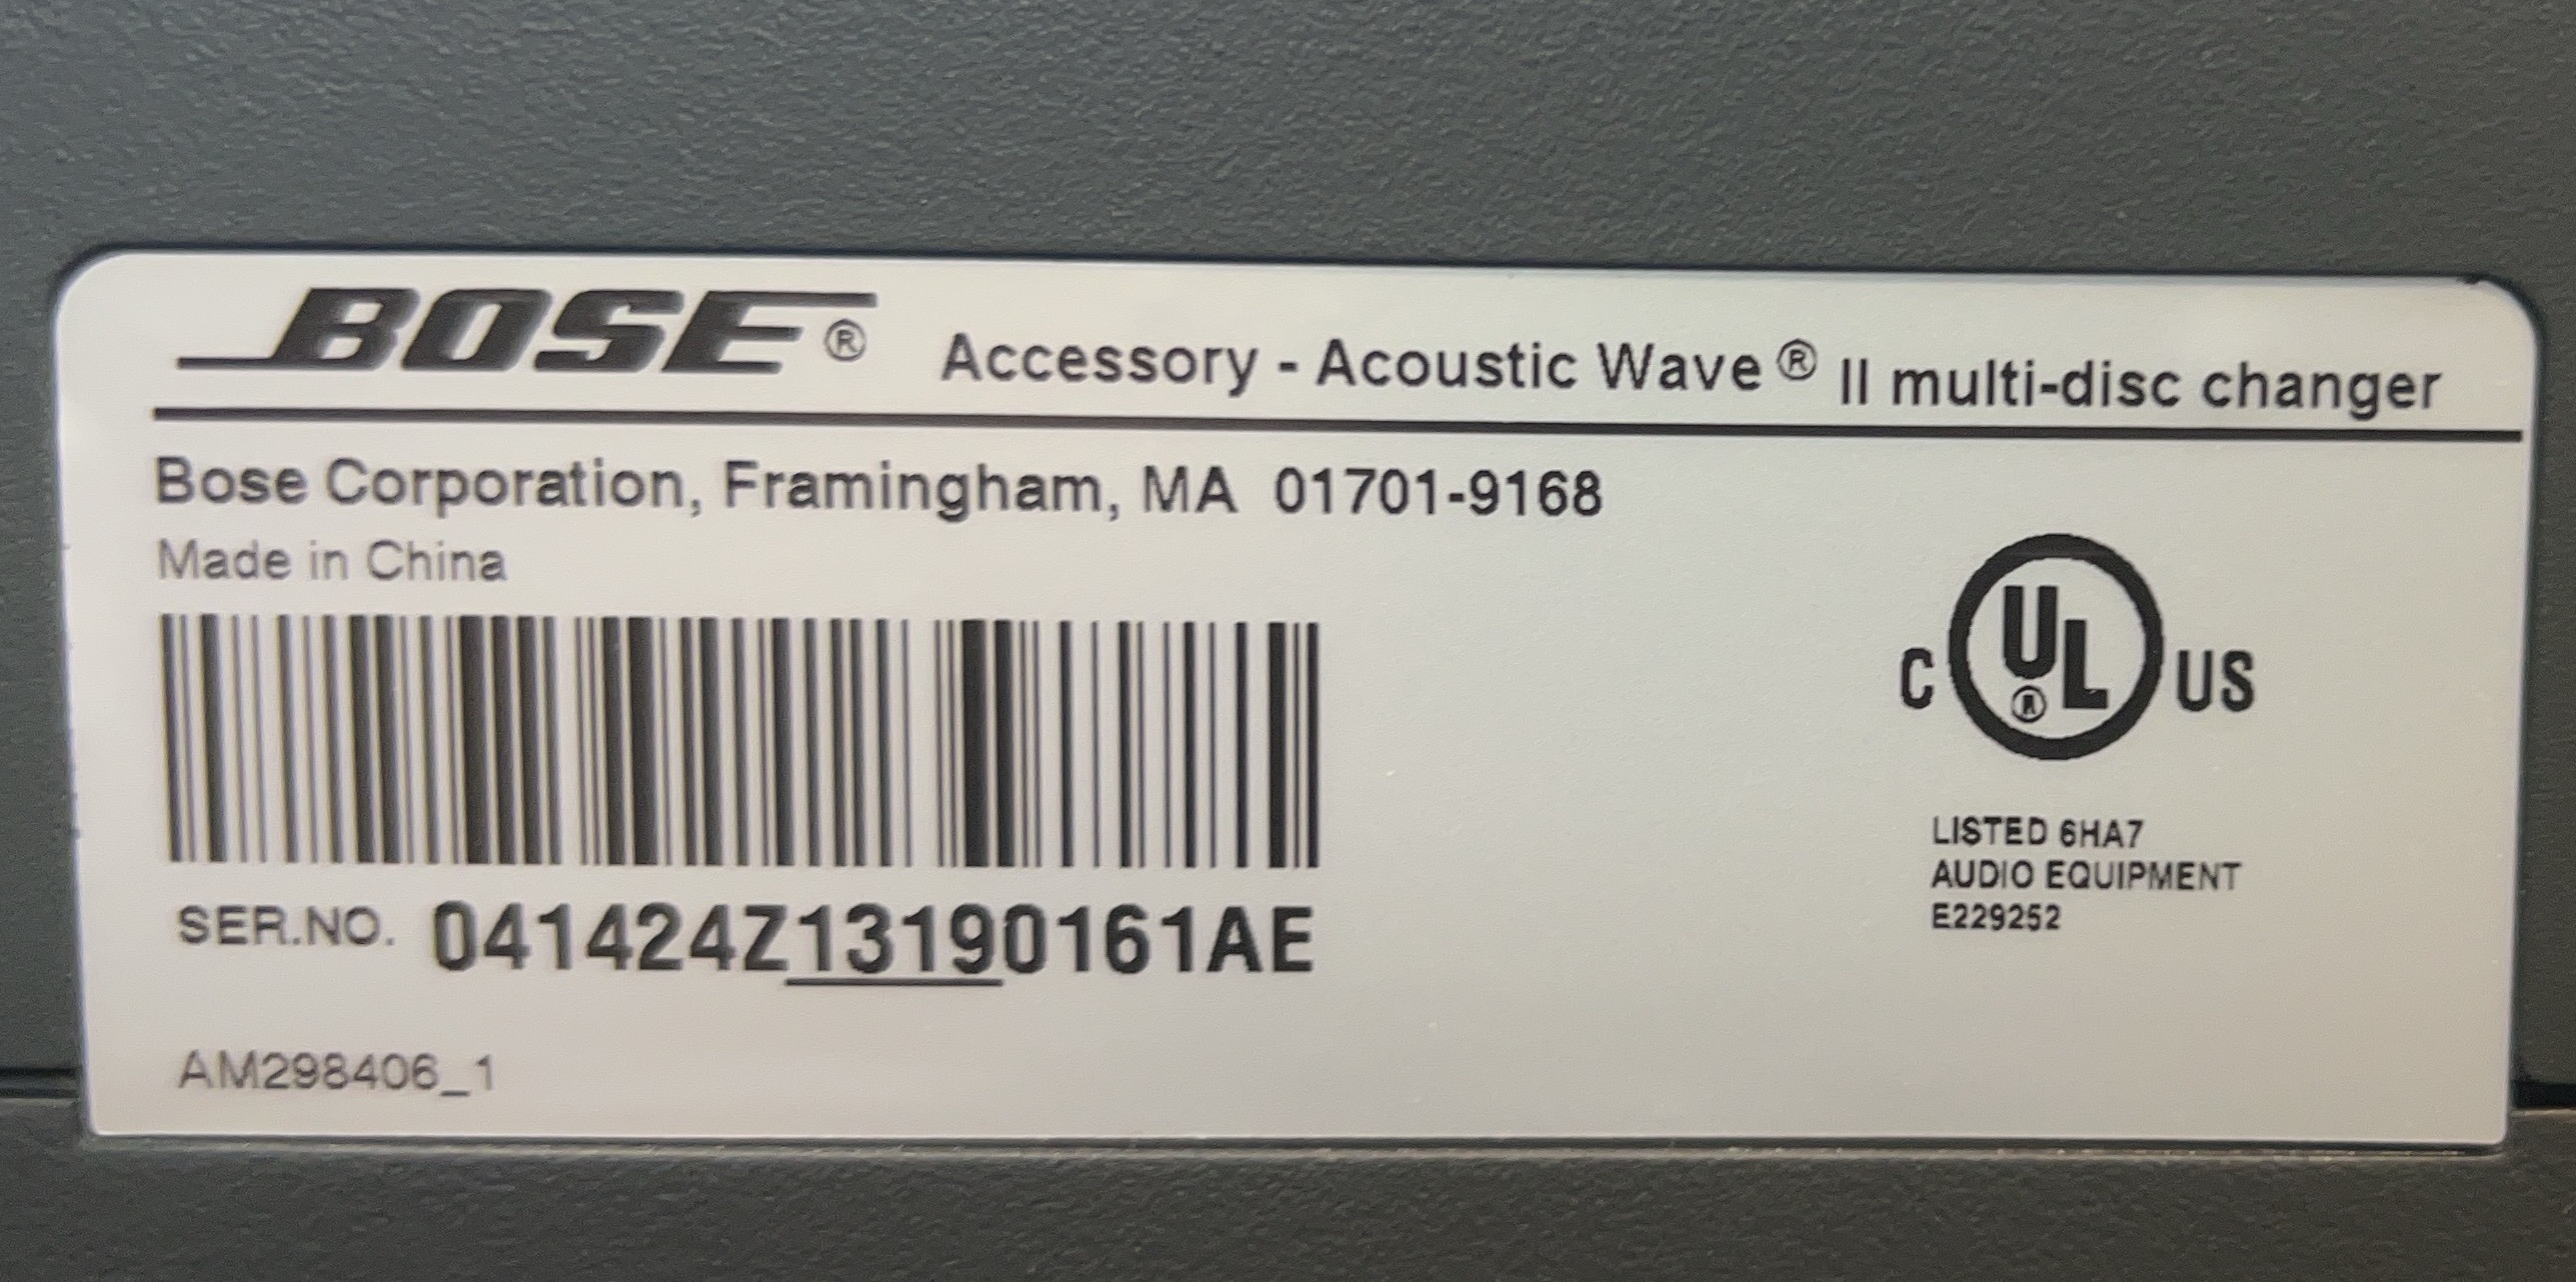 BOSE® Accessory - Acoustic Wave® II multi-disc changer
Bose Corporation, Framingham, MA 01701-9168
Made in China
C UL® US
LISTED 6HA7
AUDIO EQUIPMENT
E229252
SER.NO. 041424Z13190161AE
AM298406_1